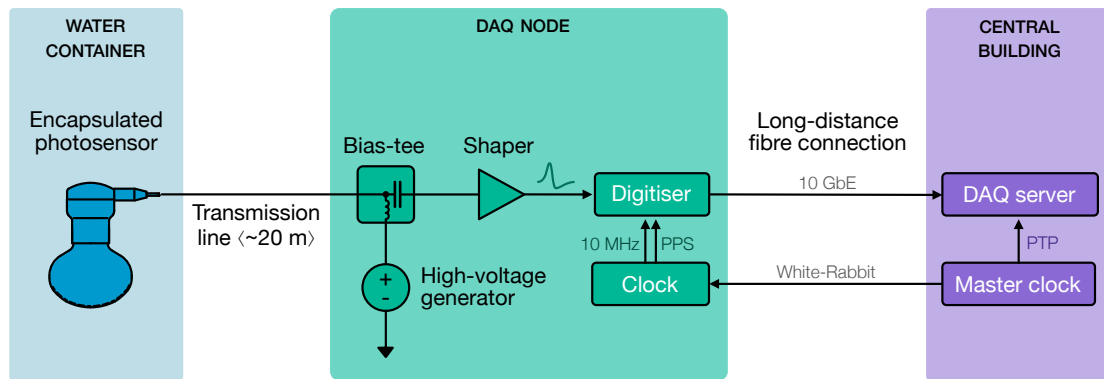 WATER
CONTAINER
Encapsulated
photosensor
Transmission
line ⟨~20 m⟩
DAQ NODE
Bias-tee
Shaper
Digitiser
10 MHz
PPS
Clock
+
-
High-voltage
generator
Long-distance
fibre connection
10 GbE
White-Rabbit
CENTRAL
BUILDING
DAQ server
PTP
Master clock